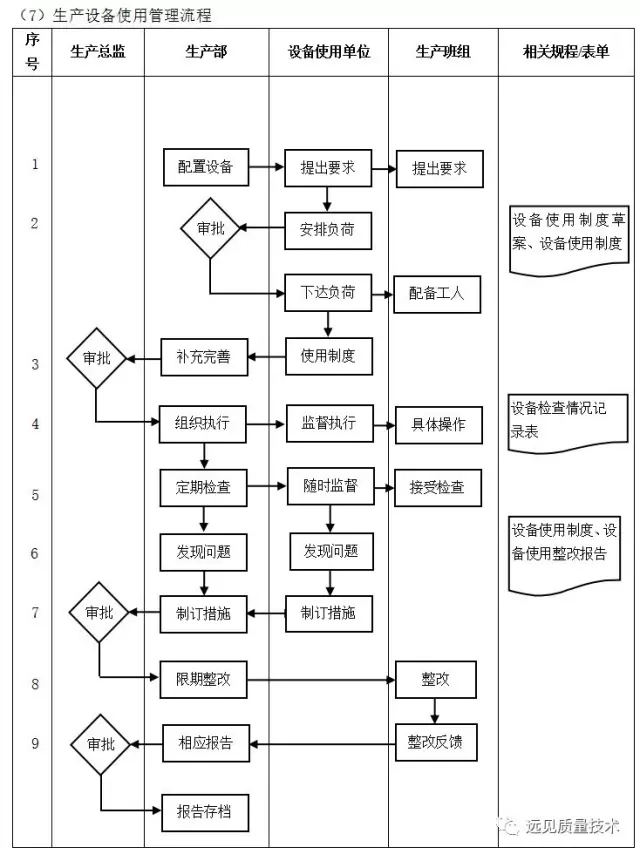 （7）生产设备使用管理流程
序号 生产总监 生产部 设备使用单位 生产班组 相关规程/表单
1 配置设备 提出要求 提出要求
2 审批 安排负荷
设备使用制度草
案、设备使用制度
下达负荷 配备工人
3 审批 补充完善 使用制度
4 组织执行 监督执行 具体操作
设备检查情况记
录表
5 定期检查 随时监督 接受检查
6 发现问题 发现问题
设备使用制度、设
备使用整改报告
7 审批 制订措施 制订措施
8 限期整改 整改
9 审批 相应报告 整改反馈
报告存档
远见质量技术